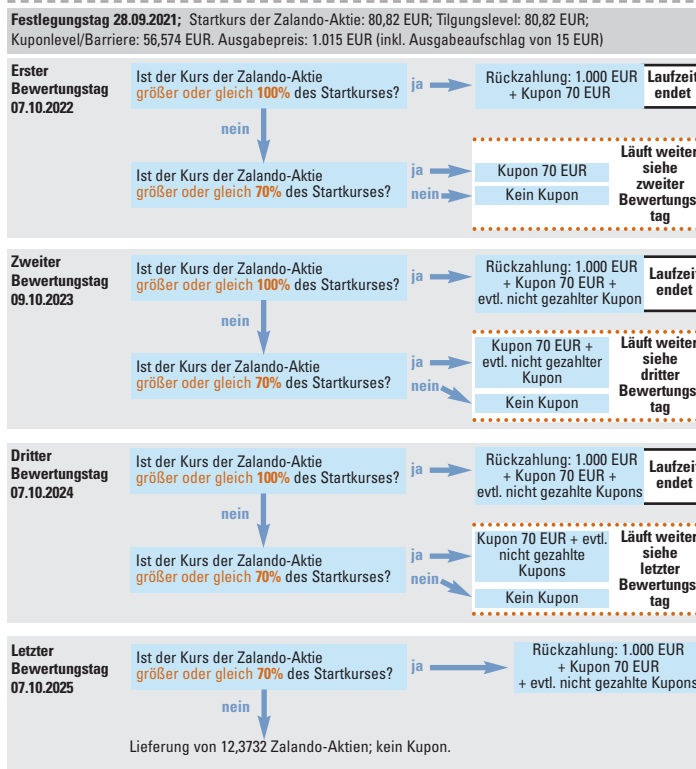 Festlegungstag 28.09.2021; Startkurs der Zalando-Aktie: 80,82 EUR; Tilgungslevel: 80,82 EUR;
Kuponlevel/Barriere: 56,574 EUR. Ausgabepreis: 1.015 EUR (inkl. Ausgabeaufschlag von 15 EUR)
Erster
Bewertungstag
07.10.2022
Ist der Kurs der Zalando-Aktie
größer oder gleich 100% des Startkurses?
ja
Rückzahlung: 1.000 EUR
+ Kupon 70 EUR
Laufzeit
endet
nein
Ist der Kurs der Zalando-Aktie
größer oder gleich 70% des Startkurses?
ja
nein
Kupon 70 EUR
Kein Kupon
Läuft weiter
siehe
zweiter
Bewertungs
tag
Zweiter
Bewertungstag
09.10.2023
Ist der Kurs der Zalando-Aktie
größer oder gleich 100% des Startkurses?
ja
Rückzahlung: 1.000 EUR
+ Kupon 70 EUR +
evtl. nicht gezahlter Kupon
Laufzeit
endet
nein
Ist der Kurs der Zalando-Aktie
größer oder gleich 70% des Startkurses?
ja
nein
Kupon 70 EUR +
evtl. nicht gezahlter
Kupon
Kein Kupon
Läuft weiter
siehe
dritter
Bewertungs
tag
Dritter
Bewertungstag
07.10.2024
Ist der Kurs der Zalando-Aktie
größer oder gleich 100% des Startkurses?
ja
Rückzahlung: 1.000 EUR
+ Kupon 70 EUR +
evtl. nicht gezahlte Kupons
Laufzeit
endet
nein
Ist der Kurs der Zalando-Aktie
größer oder gleich 70% des Startkurses?
ja
nein
Kupon 70 EUR + evtl.
nicht gezahlte
Kupons
Kein Kupon
Läuft weiter
siehe
letzter
Bewertungs
tag
Letzter
Bewertungstag
07.10.2025
Ist der Kurs der Zalando-Aktie
größer oder gleich 70% des Startkurses?
ja
Rückzahlung: 1.000 EUR
+ Kupon 70 EUR
+ evtl. nicht gezahlte Kupons
nein
Lieferung von 12,3732 Zalando-Aktien; kein Kupon.